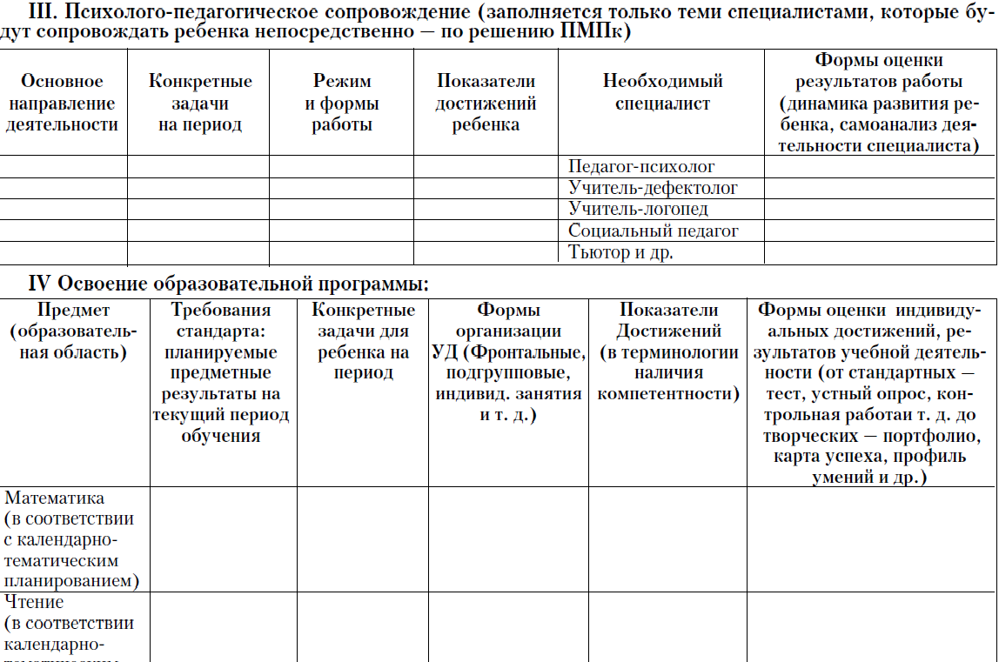 III. Психолого-педагогическое сопровождение (заполняется только теми специалистами, которые бу-
дут сопровождать ребенка непосредственно — по решению ПМПк)
Основное
направление
деятельности
Конкретные
задачи
на период
Режим
и формы
работы
Показатели
достижений
ребенка
Необходимый
специалист
Формы оценки
результатов работы
(динамика развития ре-
бенка, самоанализ дея-
тельности специалиста)
Педагог-психолог
Учитель-дефектолог
Учитель-логопед
Социальный педагог
Тьютор и др.
IV Освоение образовательной программы:
Предмет
(образователь-
ная область)
Требования
стандарта:
планируемые
предметные
результаты на
текущий период
обучения
Конкретные
задачи для
ребенка на
период
Формы
организации
УД (Фронтальные,
подгрупповые,
индивид. занятия
и т. д.)
Показатели
Достижений
(в терминологии
наличия
компетентности)
Формы оценки индивиду-
альных достижений, ре-
зультатов учебной деятель-
ности (от стандартных —
тест, устный опрос, кон-
трольная работаи т. д. до
творческих — портфолио,
карта успеха, профиль
умений и др.)
Математика
(в соответствии
с календарно-
тематическим
планированием)
Чтение
(в соответствии
календарно-